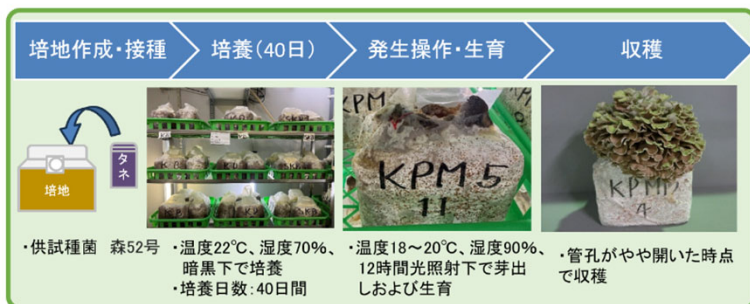 培地作成・接種
培養（40日）
発生操作・生育
収穫
タネ
培地
KPM
KPM 5
11
KPM
4
・供試種菌　森52号
・温度22℃、湿度70%、
暗黒下で培養
・培養日数：40日間
・温度18～20℃、湿度90%、
12時間光照射下で芽出
しおよび生育
・管孔がやや開いた時点
で収穫